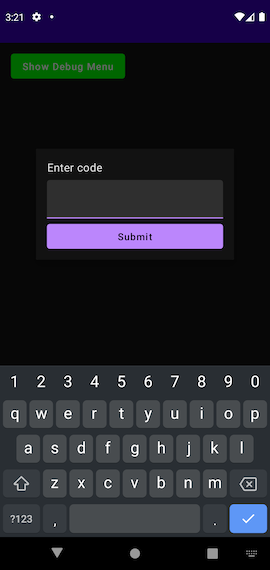 3:21
Show Debug Menu
Enter code
Submit
1 2 3 4 5 6 7 8 9 0
q w e r t y u i o p
a s d f g h j k l
z x c v b n m
?123 , .